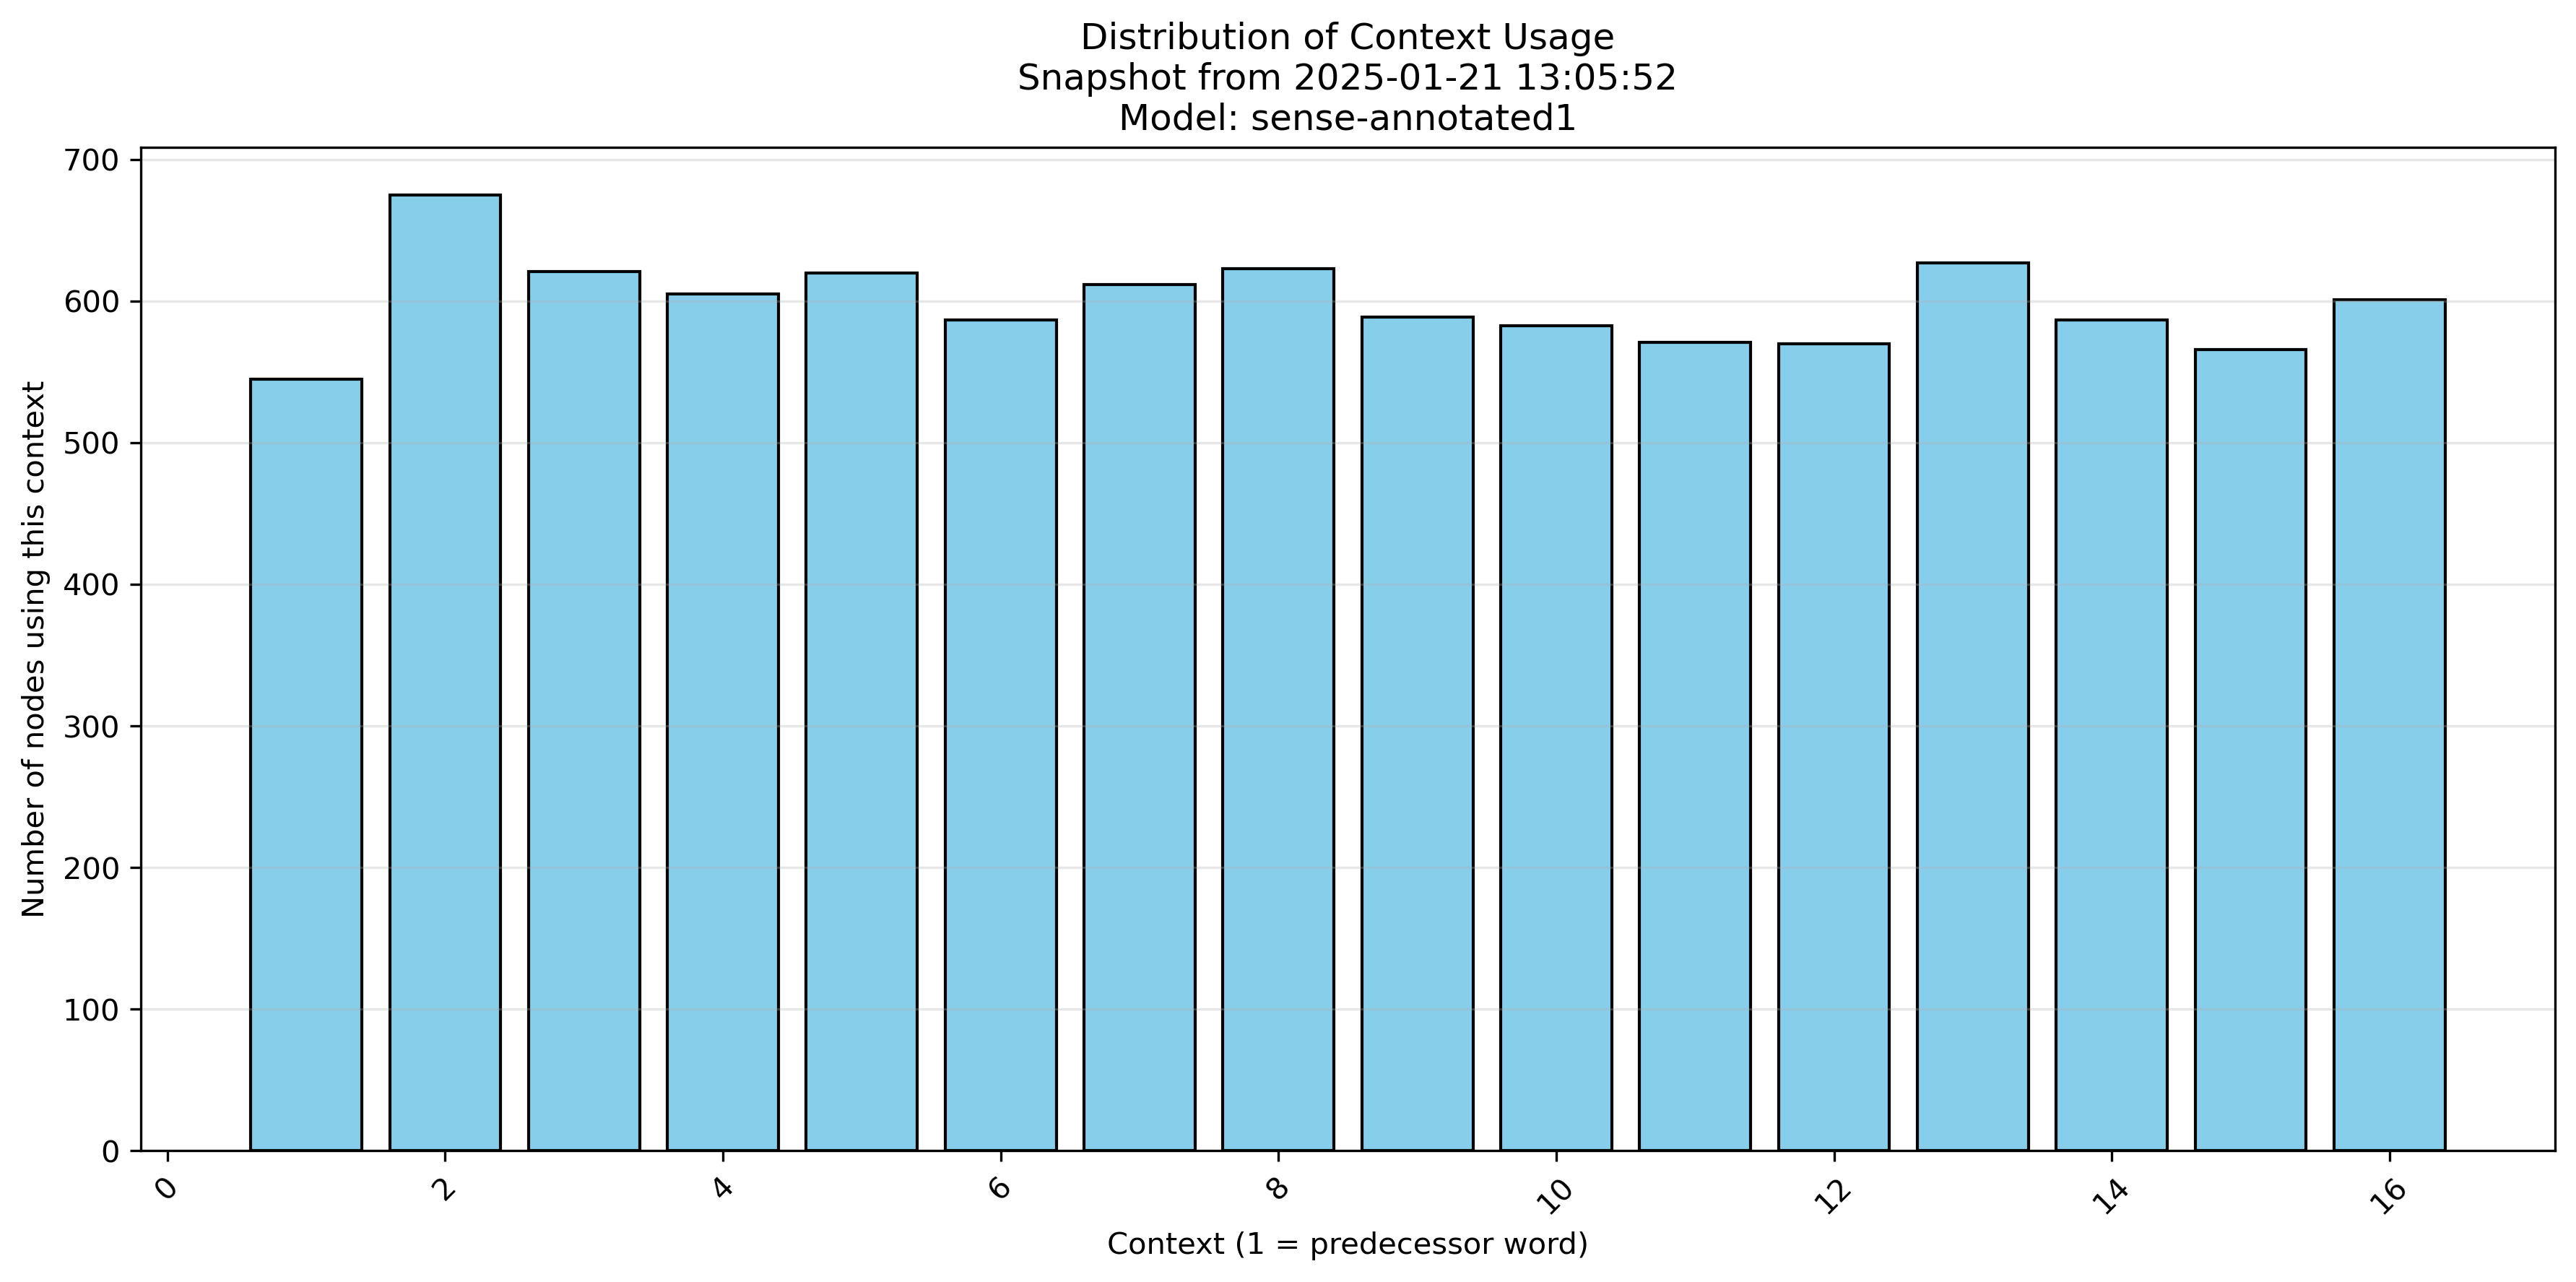 Distribution of Context Usage
Snapshot from 2025-01-21 13:05:52
Model: sense-annotated1
700
600
500
400
300
200
100
0
Number of nodes using this context
0 2 4 6 8 10 12 14 16
Context (1 = predecessor word)